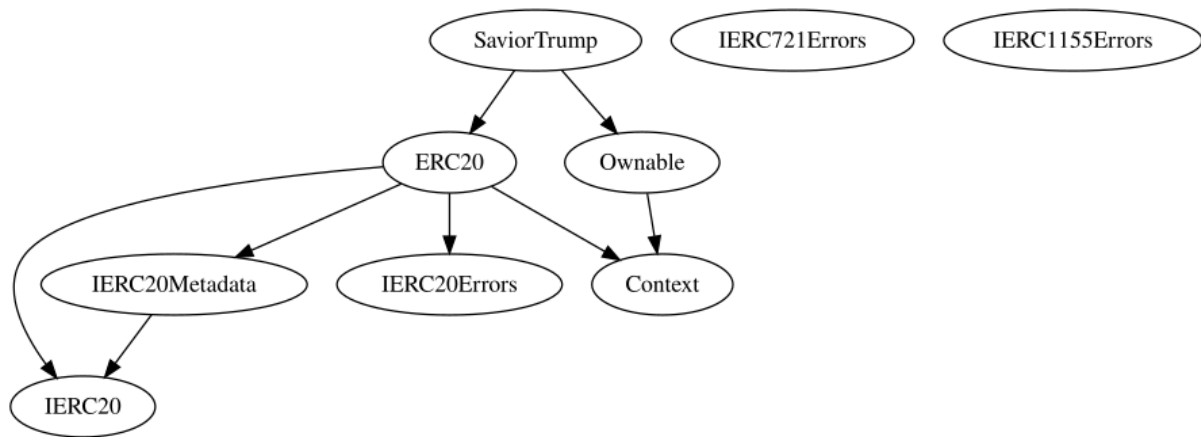 SaviorTrump
IERC721Errors
IERC1155Errors
ERC20
Ownable
IERC20Metadata
IERC20Errors
Context
IERC20